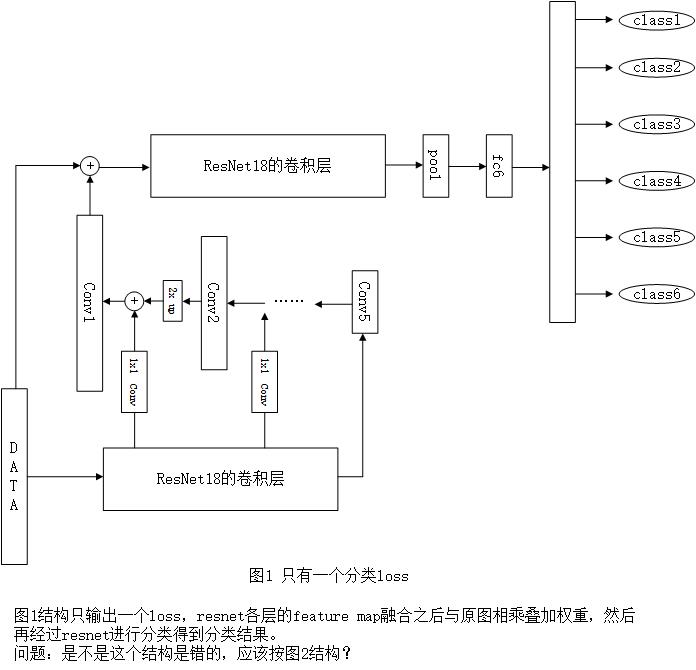 class1
class2
class3
class4
class5
class6
ResNet18的卷积层
pool
fc6
Conv1
2x up
Conv2
......
Conv5
1x1 Conv
1x1 Conv
DATA
ResNet18的卷积层
图1 只有一个分类loss
图1结构只输出一个loss，resnet各层的feature map融合之后与原图相乘叠加权重，然后
再经过resnet进行分类得到分类结果。
问题：是不是这个结构是错的，应该按图2结构？